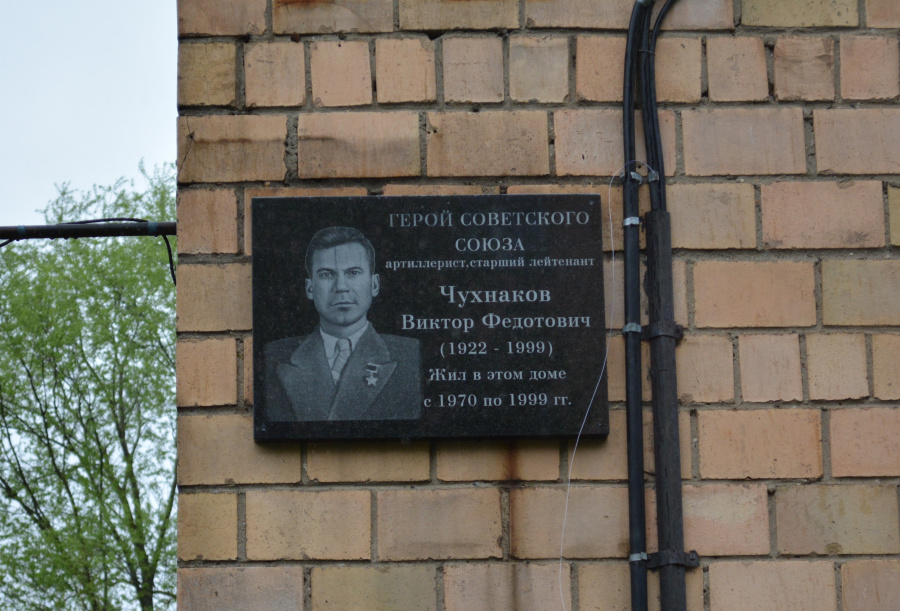 ГЕРОЙ СОВЕТСКОГО
СОЮЗА
артиллерист,старший лейтенант
Чухнаков
Виктор Федотович
(1922 - 1999)
Жил в этом доме
с 1970 по 1999 гг.